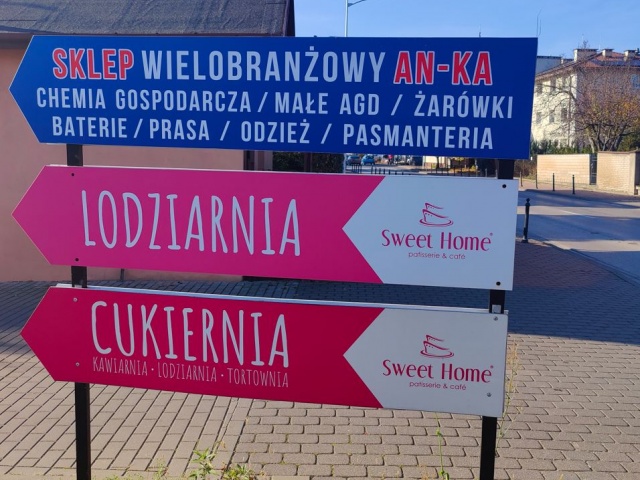 SKLEP WIELOBRANŻOWY AN-KA
CHEMIA GOSPODARCZA / MAŁE AGD / ŻARÓWKI
BATERIE / PRASA / ODZIEŻ / PASMANTERIA
LODZIARNIA
Sweet Home®
patisserie & café
CUKIERNIA
KAWIARNIA · LODZIARNIA · TORTOWNIA
Sweet Home®
patisserie & café